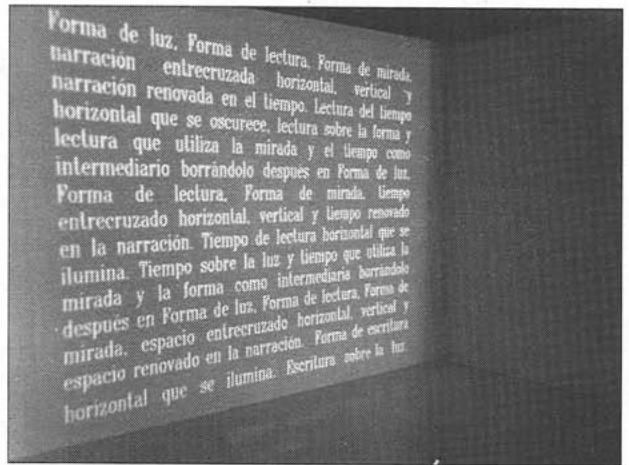 Forma de luz, Forma de lectura, Forma de mirada,
narración entrecruzada horizontal, vertical y
narración renovada en el tiempo. Lectura del tiempo
horizontal que se oscurece, lectura sobre la forma y
lectura que utiliza la mirada y el tiempo como
intermediario borrándolo después en Forma de luz,
Forma de lectura, Forma de mirada, tiempo
entrecruzado horizontal, vertical y tiempo renovado
en la narración. Tiempo de lectura horizontal que se
ilumina. Tiempo sobre la luz y tiempo que utiliza la
mirada y la forma como intermediaria borrándolo
después en Forma de luz, Forma de lectura, Forma de
mirada, espacio entrecruzado horizontal, vertical y
espacio renovado en la narración. Forma de escritura
horizontal que se ilumina. Escritura sobre la luz,